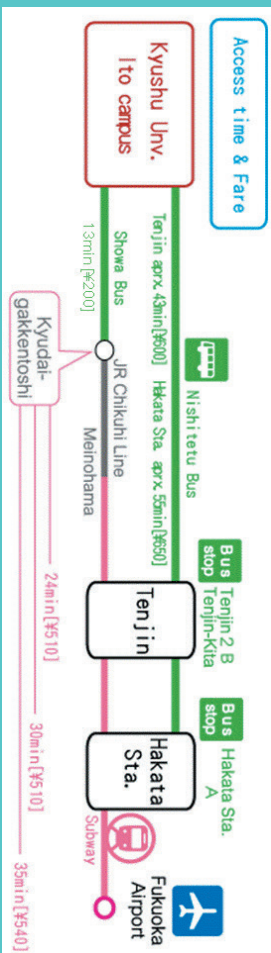 Access time & Fare
Kyushu Unv.
Ito campus
Nishitetu Bus
Tenjin aprx. 43min[¥600]
Hakata Sta. aprx. 55min[¥650]
Bus
stop
Tenjin 2 B
Tenjin-Kita
Bus
stop
Hakata Sta.
A
Showa Bus
13min[¥200]
JR Chikuhi Line
Meinohama
Tenjin
Hakata
Sta.
Subway
Fukuoka
Airport
Kyudai-
gakkentoshi
24min[¥510]
30min[¥510]
35min[¥540]